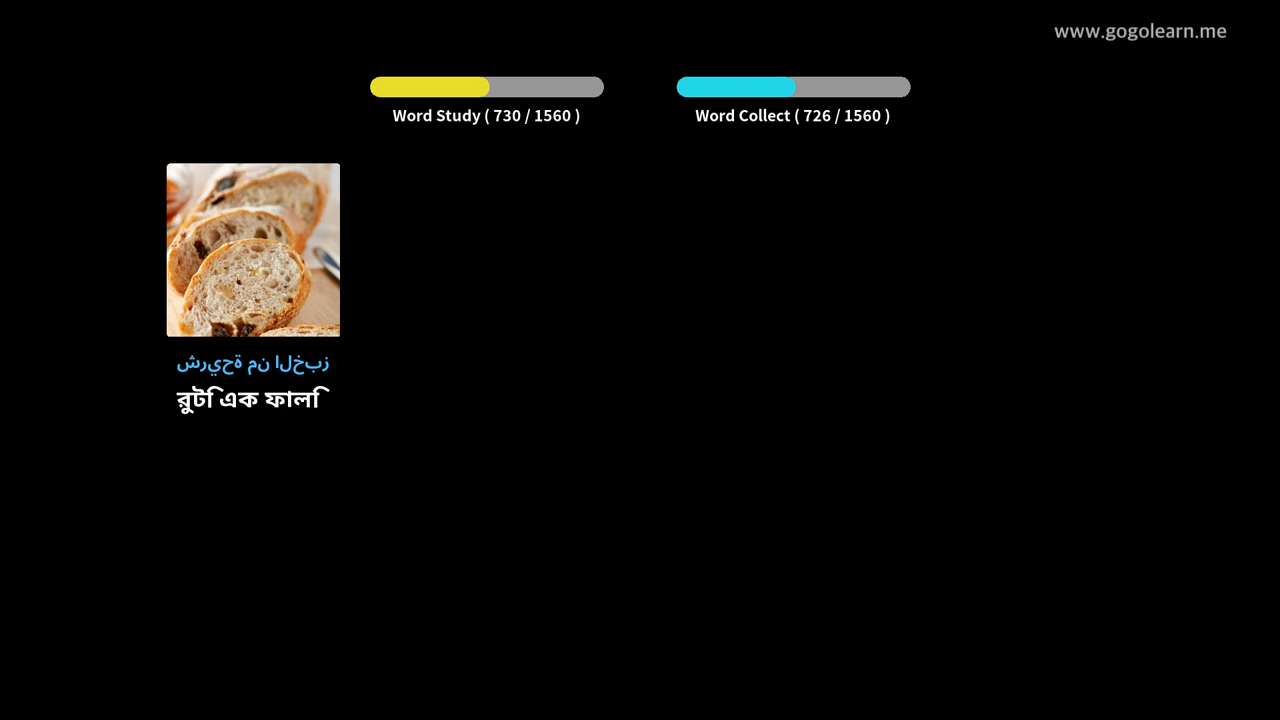 www.gogolearn.me
Word Study ( 730 / 1560 )
Word Collect ( 726 / 1560 )
شريحة من الخبز
রুটি এক ফালি